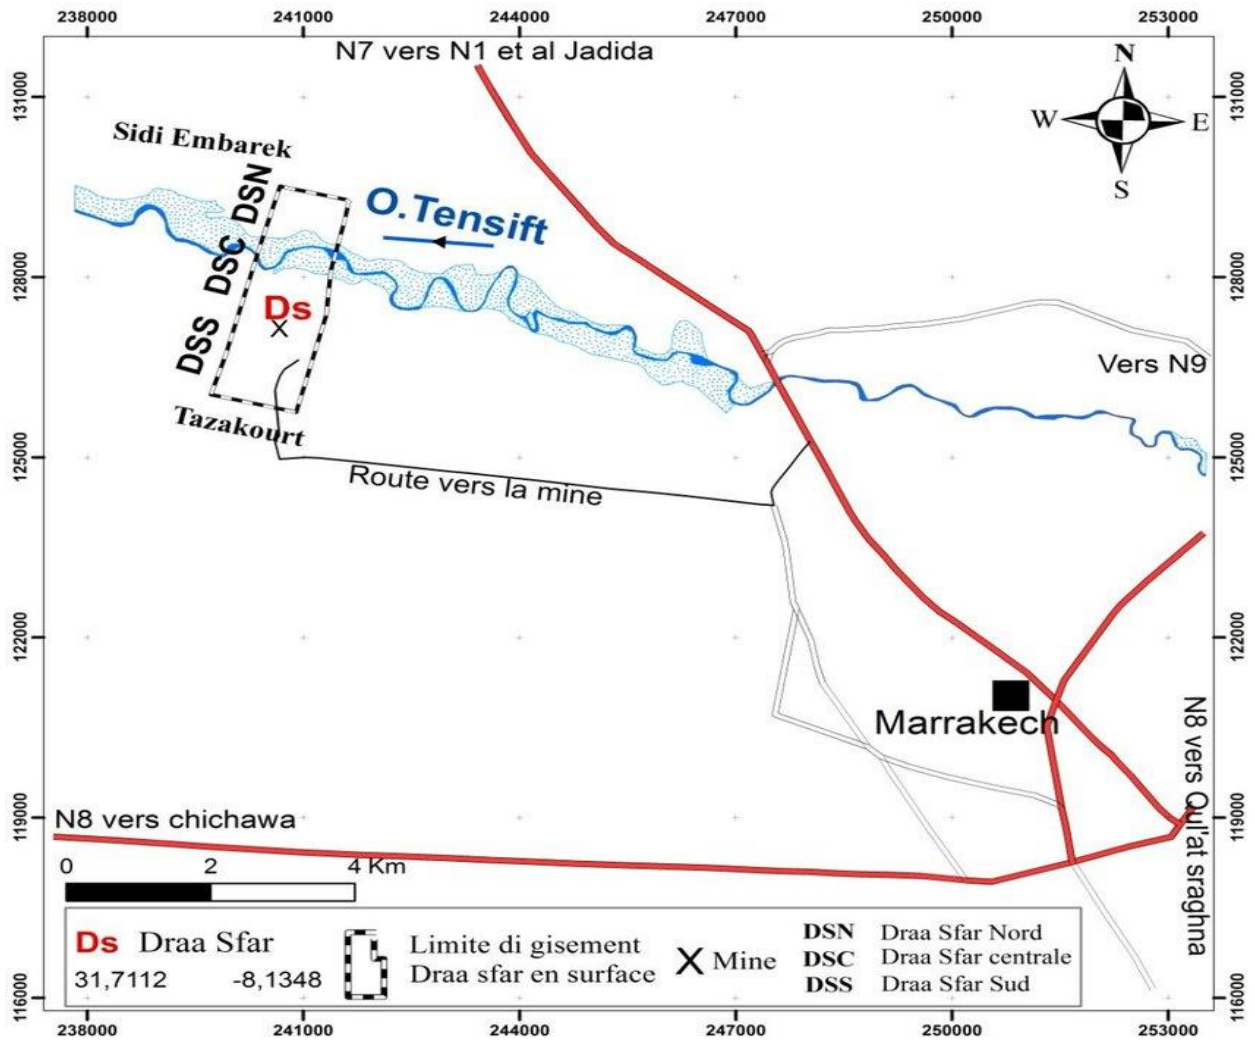 238000 241000 244000 247000 250000 253000
N7 vers N1 et al Jadida
N
W E
S
131000 131000
Sidi Embarek
DSN
O.Tensift
DSC
128000 128000
Ds
X
DSS
Vers N9
Tazakourt
125000 125000
Route vers la mine
122000 122000
Marrakech
N8 vers Qul'at sraghna
119000 119000
N8 vers chichawa
0 2 4 Km
Ds Draa Sfar
31,7112 -8,1348
Limite di gisement
Draa sfar en surface
X Mine
DSN Draa Sfar Nord
DSC Draa Sfar centrale
DSS Draa Sfar Sud
116000 116000
238000 241000 244000 247000 250000 253000